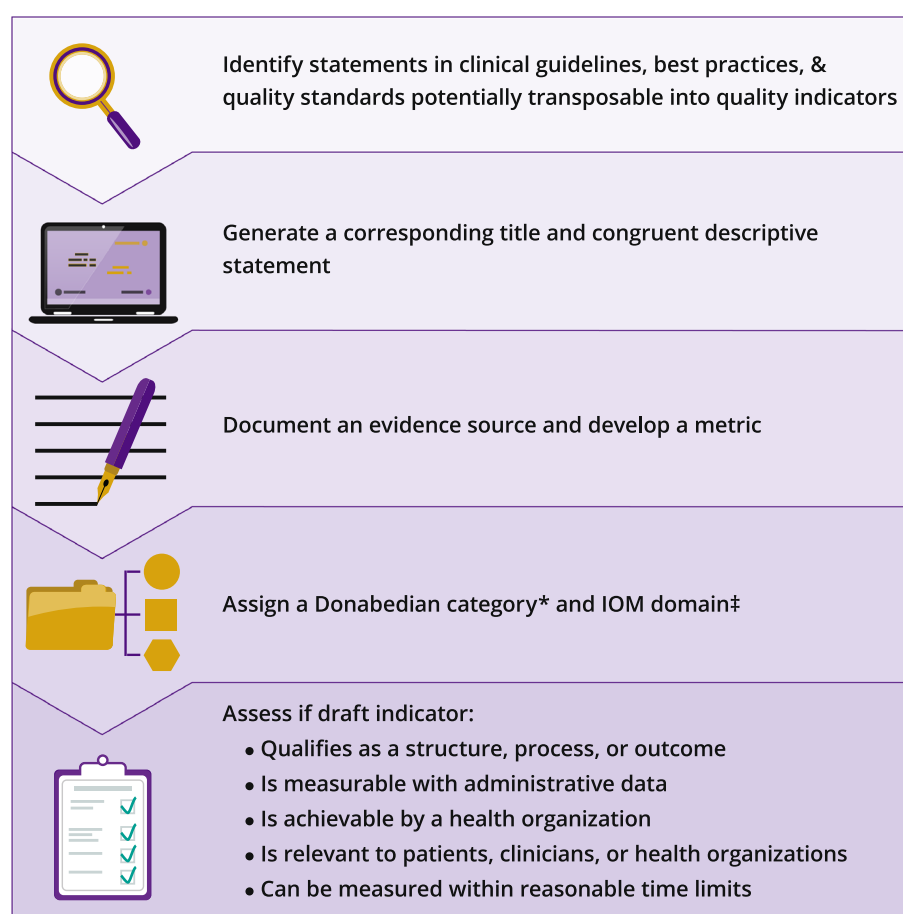 Identify statements in clinical guidelines, best practices, &
quality standards potentially transposable into quality indicators
Generate a corresponding title and congruent descriptive
statement
Document an evidence source and develop a metric
Assign a Donabedian category* and IOM domain‡
Assess if draft indicator:
• Qualifies as a structure, process, or outcome
• Is measurable with administrative data
• Is achievable by a health organization
• Is relevant to patients, clinicians, or health organizations
• Can be measured within reasonable time limits